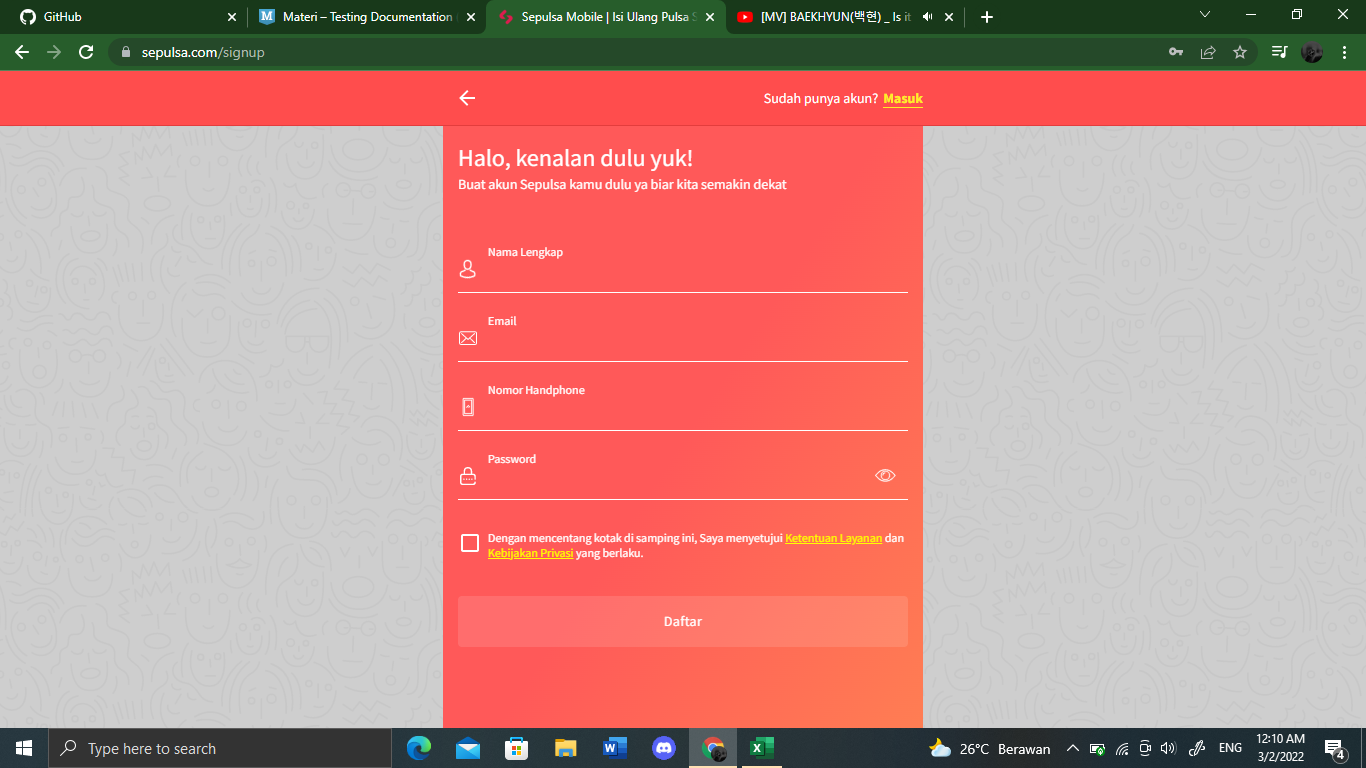 GitHub
Materi – Testing Documentation
Sepulsa Mobile | Isi Ulang Pulsa S
[MV] BAEKHYUN(백현) _ Is it
sepulsa.com/signup
Sudah punya akun? Masuk
Halo, kenalan dulu yuk!
Buat akun Sepulsa kamu dulu ya biar kita semakin dekat
Nama Lengkap
Email
Nomor Handphone
Password
Dengan mencentang kotak di samping ini, Saya menyetujui Ketentuan Layanan dan
Kebijakan Privasi yang berlaku.
Daftar
Type here to search
26°C Berawan
ENG
12:10 AM
3/2/2022
4